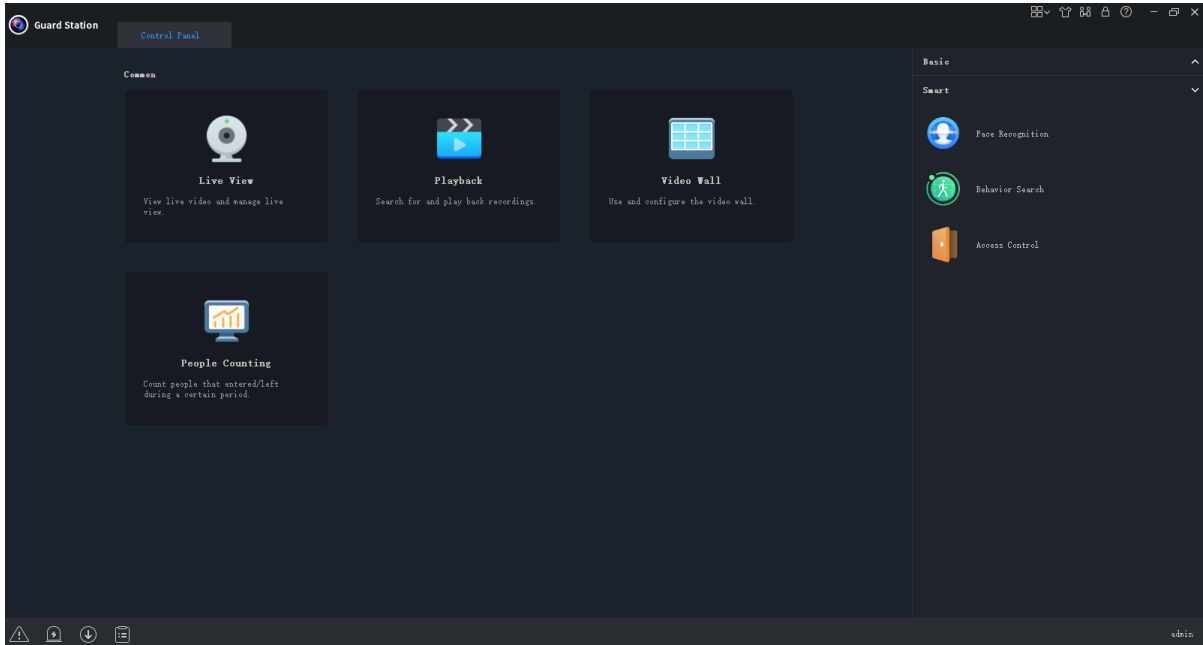 Guard Station
Control Panel
Common
Live View
View live video and manage live
view.
Playback
Search for and play back recordings.
Video Wall
Use and configure the video wall.
People Counting
Count people that entered/left
during a certain period.
Basic
Smart
Face Recognition
Behavior Search
Access Control
admin